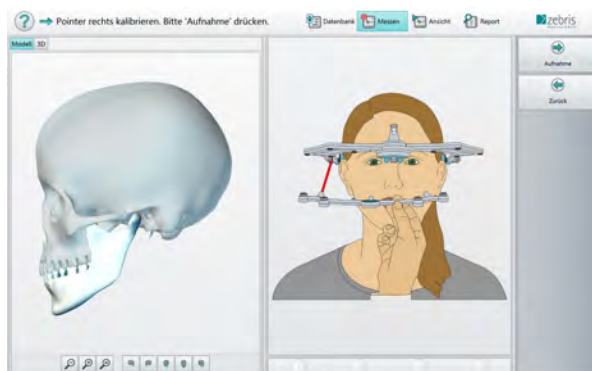 Pointer rechts kalibrieren. Bitte 'Aufnahme' drücken.
Datenbank
Messen
Ansicht
Report
zebris
Modell 3D
Aufnahme
Zurück